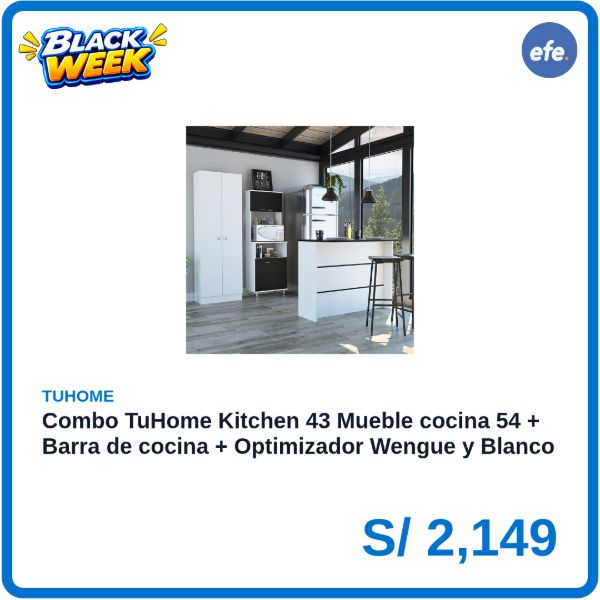 BLACK
WEEK
efe.
TUHOME
Combo TuHome Kitchen 43 Mueble cocina 54 +
Barra de cocina + Optimizador Wengue y Blanco
S/ 2,149